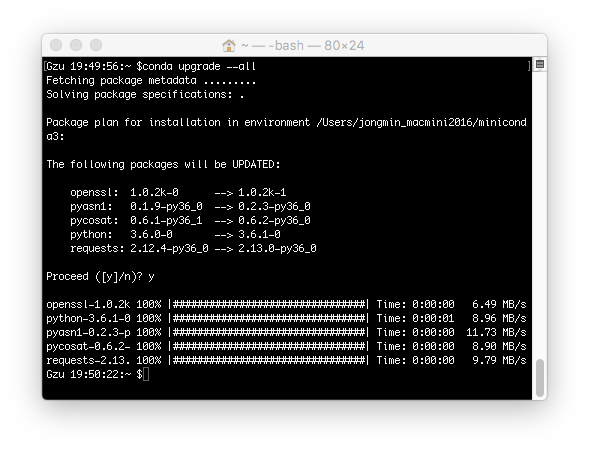 ~ — -bash — 80×24
[Gzu 19:49:56:~ $conda upgrade --all ]
Fetching package metadata .........
Solving package specifications: .
Package plan for installation in environment /Users/jongmin_macmini2016/minicond
a3:
The following packages will be UPDATED:
openssl: 1.0.2k-0 --> 1.0.2k-1
pyasn1: 0.1.9-py36_0 --> 0.2.3-py36_0
pycosat: 0.6.1-py36_1 --> 0.6.2-py36_0
python: 3.6.0-0 --> 3.6.1-0
requests: 2.12.4-py36_0 --> 2.13.0-py36_0
Proceed ([y]/n)? y
openssl-1.0.2k 100% |################################| Time: 0:00:00 6.49 MB/s
python-3.6.1-0 100% |################################| Time: 0:00:01 8.96 MB/s
pyasn1-0.2.3-p 100% |################################| Time: 0:00:00 11.73 MB/s
pycosat-0.6.2- 100% |################################| Time: 0:00:00 8.90 MB/s
requests-2.13. 100% |################################| Time: 0:00:00 9.79 MB/s
Gzu 19:50:22:~ $